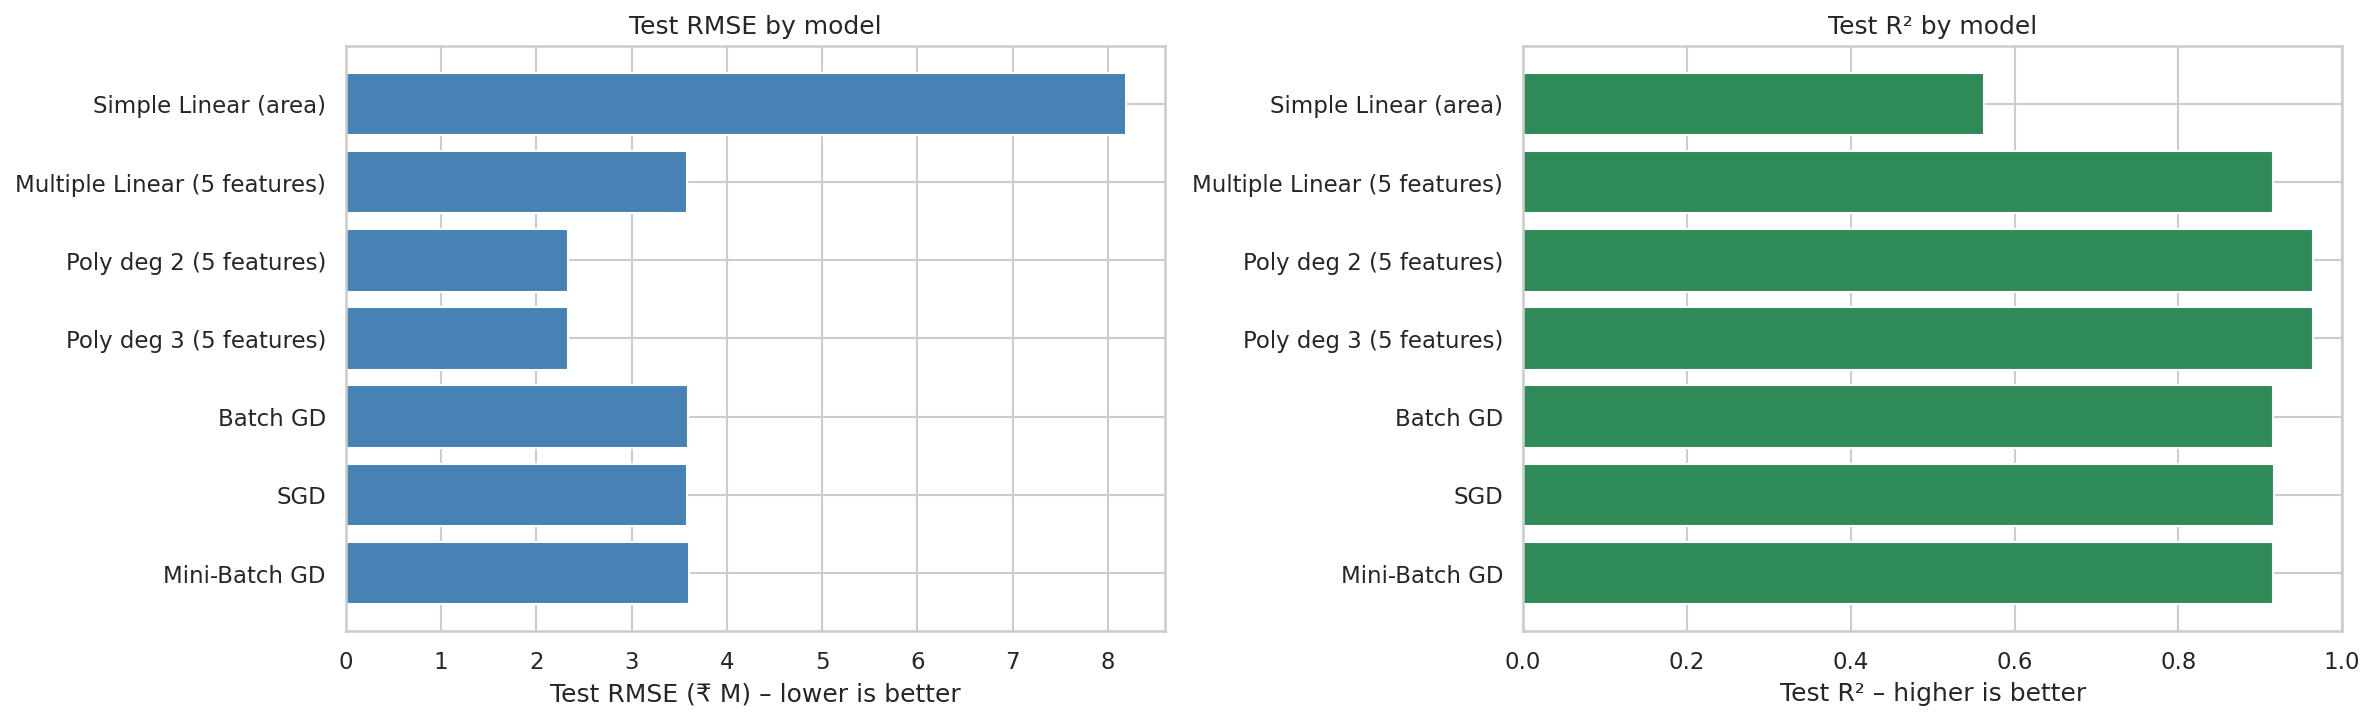 Test RMSE by model
Simple Linear (area)
Multiple Linear (5 features)
Poly deg 2 (5 features)
Poly deg 3 (5 features)
Batch GD
SGD
Mini-Batch GD
0 1 2 3 4 5 6 7 8
Test RMSE (₹ M) – lower is better
Test R² by model
Simple Linear (area)
Multiple Linear (5 features)
Poly deg 2 (5 features)
Poly deg 3 (5 features)
Batch GD
SGD
Mini-Batch GD
0.0 0.2 0.4 0.6 0.8 1.0
Test R² – higher is better